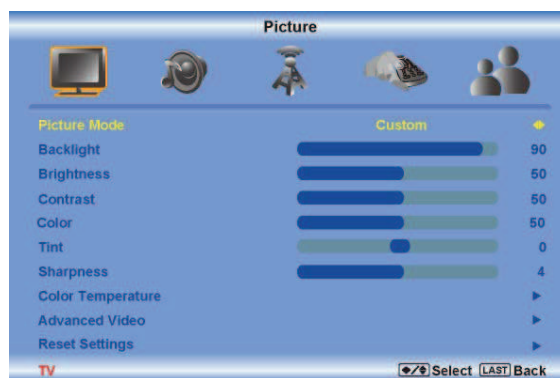 Picture
Picture Mode Custom
Backlight 90
Brightness 50
Contrast 50
Color 50
Tint 0
Sharpness 4
Color Temperature
Advanced Video
Reset Settings
TV Select LAST Back